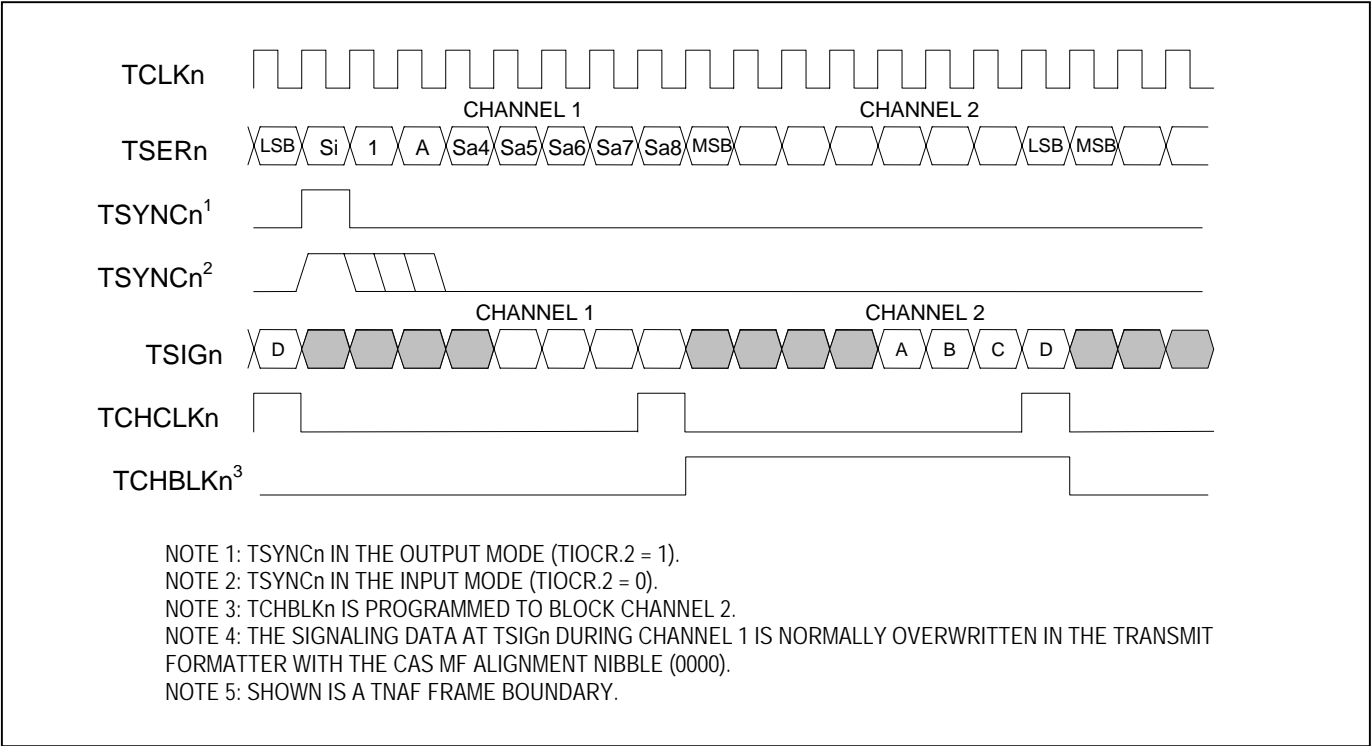 TCLKn
CHANNEL 1 CHANNEL 2
TSERn LSB Si 1 A Sa4 Sa5 Sa6 Sa7 Sa8 MSB LSB MSB
TSYNCn1
TSYNCn2
CHANNEL 1 CHANNEL 2
TSIGn D A B C D
TCHCLKn
TCHBLKn3
NOTE 1: TSYNCn IN THE OUTPUT MODE (TIOCR.2 = 1).
NOTE 2: TSYNCn IN THE INPUT MODE (TIOCR.2 = 0).
NOTE 3: TCHBLKn IS PROGRAMMED TO BLOCK CHANNEL 2.
NOTE 4: THE SIGNALING DATA AT TSIGn DURING CHANNEL 1 IS NORMALLY OVERWRITTEN IN THE TRANSMIT
FORMATTER WITH THE CAS MF ALIGNMENT NIBBLE (0000).
NOTE 5: SHOWN IS A TNAF FRAME BOUNDARY.